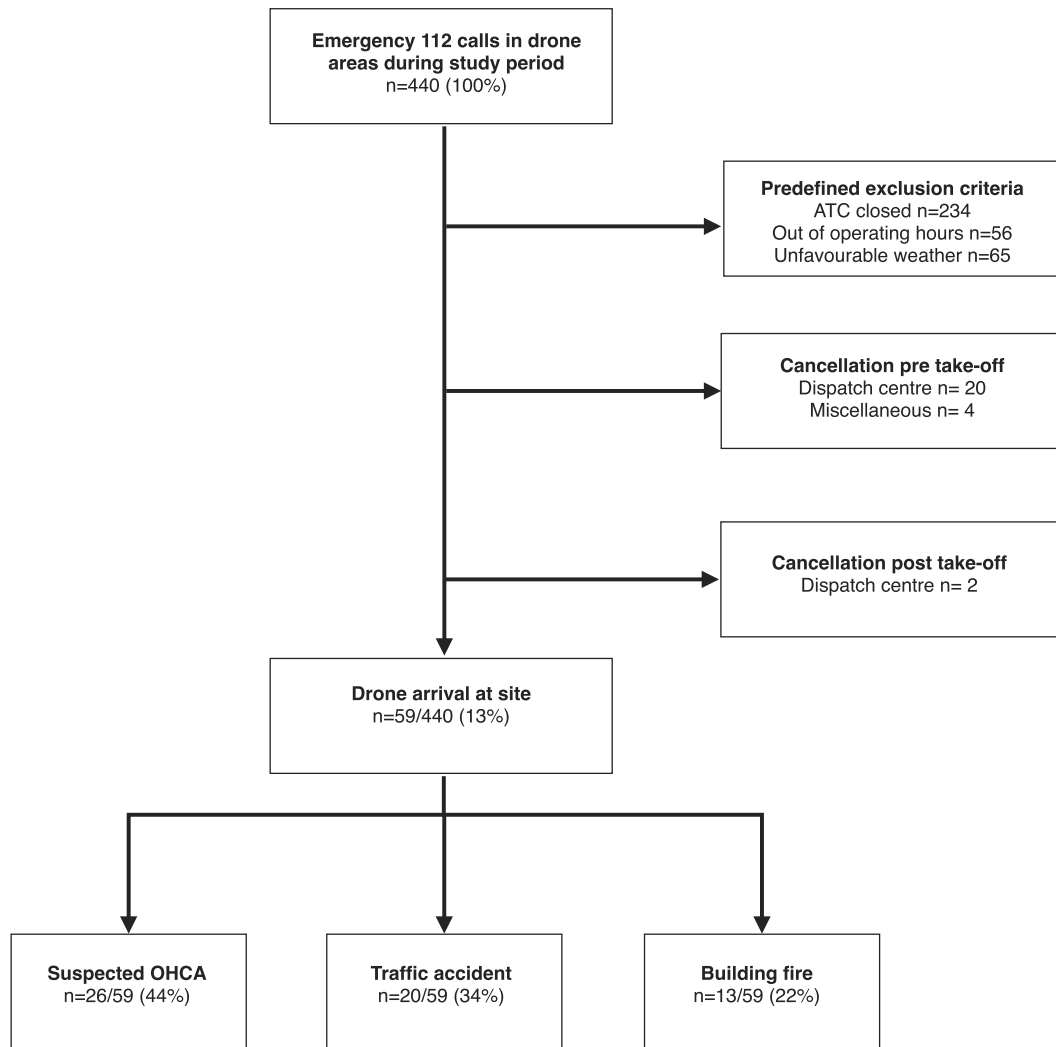 Emergency 112 calls in drone
areas during study period
n=440 (100%)
Predefined exclusion criteria
ATC closed n=234
Out of operating hours n=56
Unfavourable weather n=65
Cancellation pre take-off
Dispatch centre n= 20
Miscellaneous n= 4
Cancellation post take-off
Dispatch centre n= 2
Drone arrival at site
n=59/440 (13%)
Suspected OHCA
n=26/59 (44%)
Traffic accident
n=20/59 (34%)
Building fire
n=13/59 (22%)